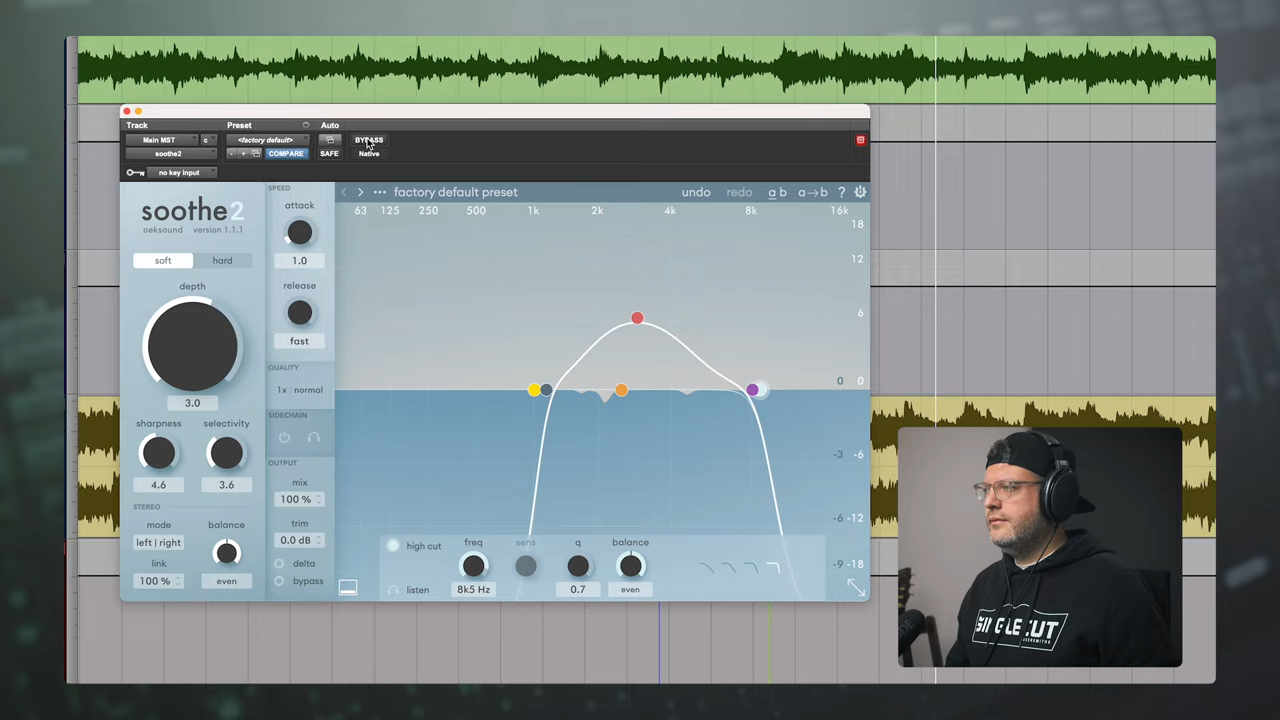 Track
Preset
Auto
Main MST
c
<factory default>
BYPASS
soothe2
- +
COMPARE
SAFE
Native
no key input
soothe2
oeksound version 1.1.1
soft
hard
depth
3.0
sharpness
selectivity
4.6
3.6
STEREO
mode
balance
left | right
link
100 %
even
SPEED
attack
1.0
release
fast
QUALITY
1x : normal
SIDECHAIN
OUTPUT
mix
100 %
trim
0.0 dB
delta
bypass
factory default preset
undo
redo
a b
a→b
?
63 125 250 500 1k 2k 4k 8k 16k
18
12
6
0 0
-3 -6
-6 -12
-9 -18
high cut
freq
sens
q
balance
listen
8k5 Hz
0.7
even
SINGLE CUT